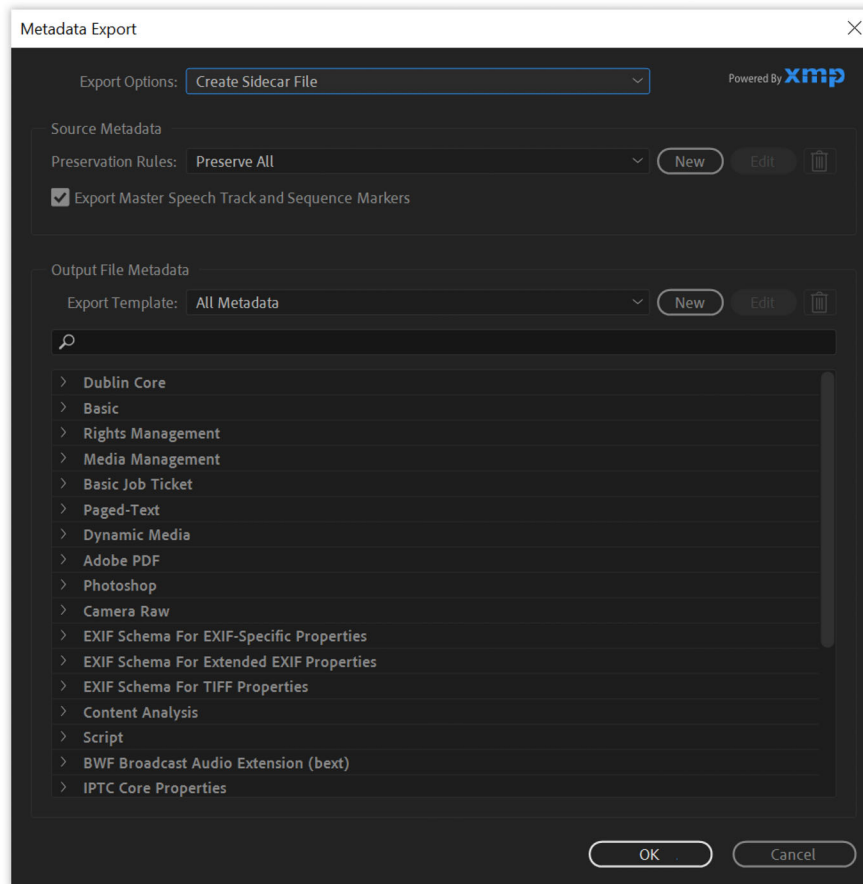 Metadata Export
Export Options: Create Sidecar File
Powered By xmp
Source Metadata
Preservation Rules: Preserve All New Edit
Export Master Speech Track and Sequence Markers
Output File Metadata
Export Template: All Metadata New Edit
Dublin Core
Basic
Rights Management
Media Management
Basic Job Ticket
Paged-Text
Dynamic Media
Adobe PDF
Photoshop
Camera Raw
EXIF Schema For EXIF-Specific Properties
EXIF Schema For Extended EXIF Properties
EXIF Schema For TIFF Properties
Content Analysis
Script
BWF Broadcast Audio Extension (bext)
IPTC Core Properties
OK Cancel